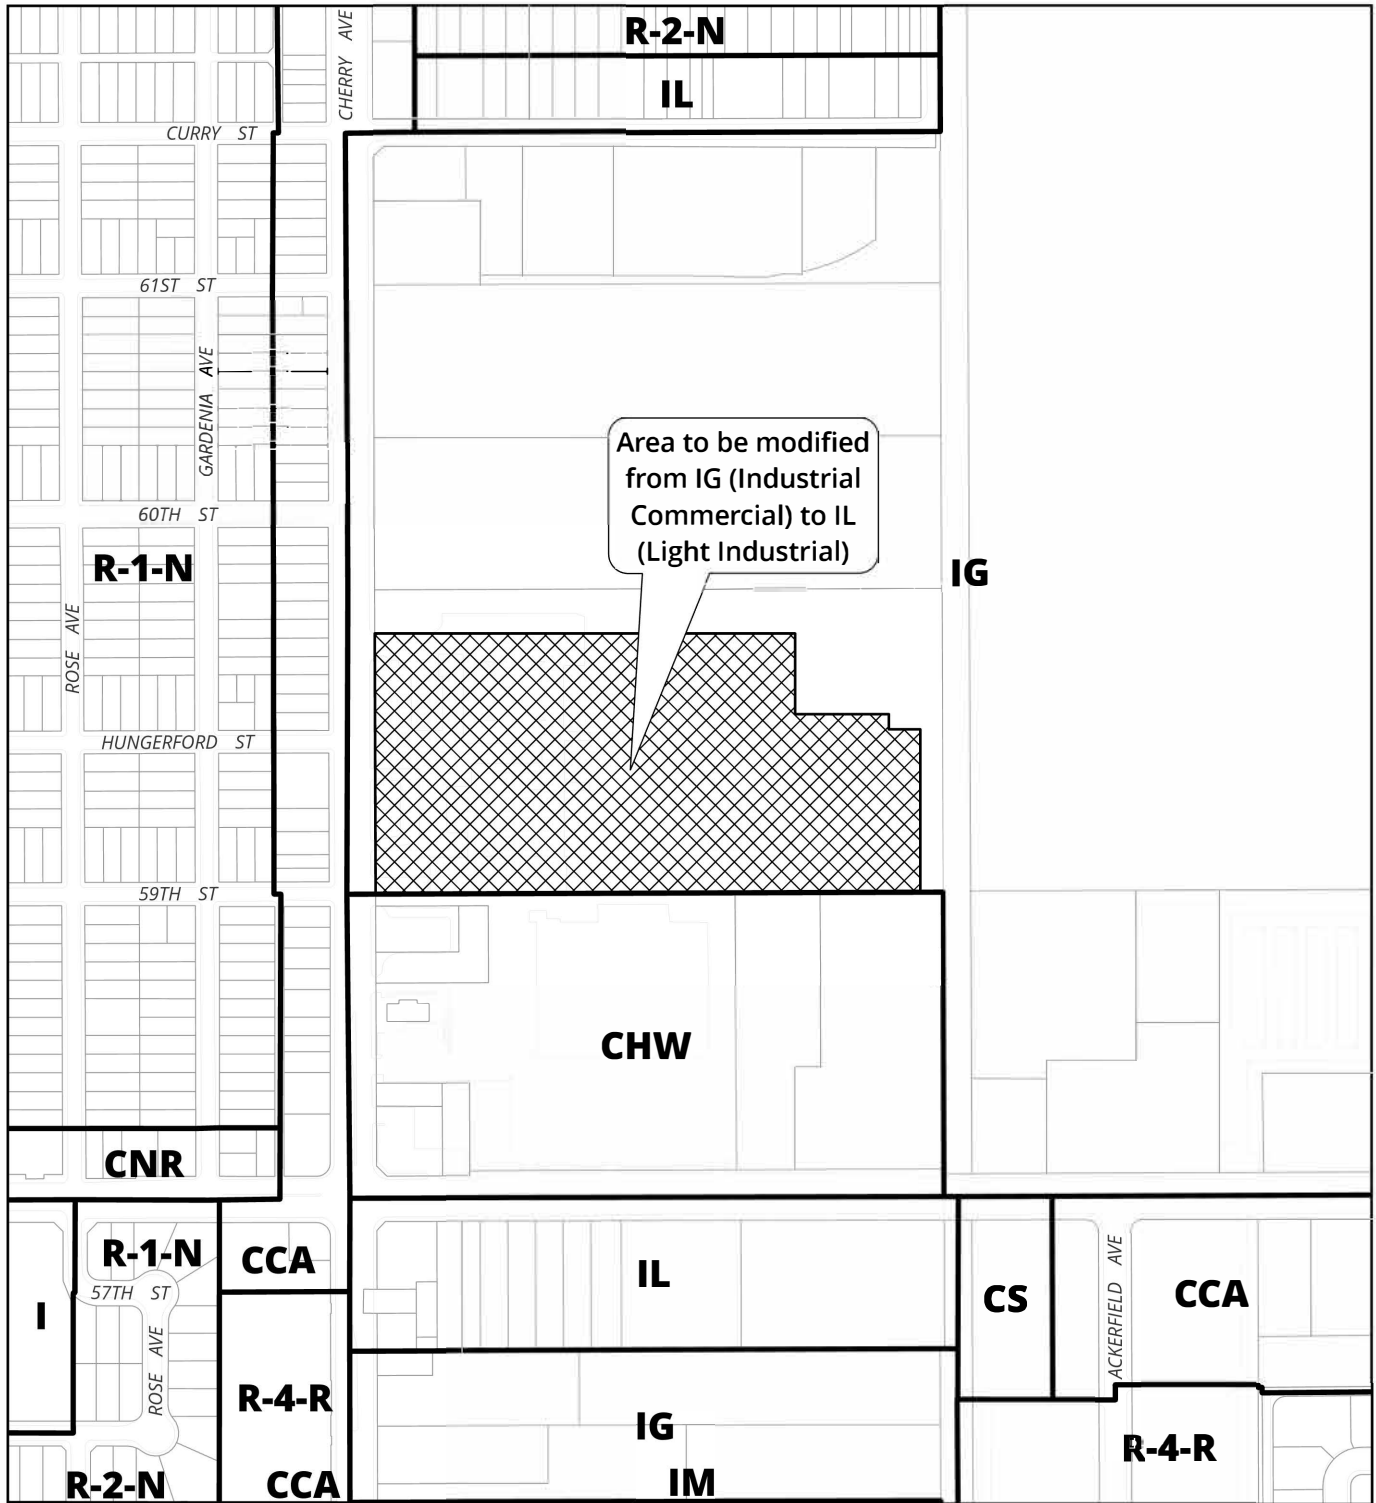 R-2-N
CHERRY AVE
IL
CURRY ST
61ST ST
GARDENIA AVE
Area to be modified
from IG (Industrial
Commercial) to IL
(Light Industrial)
60TH ST
R-1-N
IG
ROSE AVE
HUNGERFORD ST
59TH ST
CHW
CNR
R-1-N
CCA
IL
57TH ST
I
CS
ACKERFIELD AVE
CCA
ROSE AVE
R-4-R
IG
R-4-R
R-2-N
CCA
IM